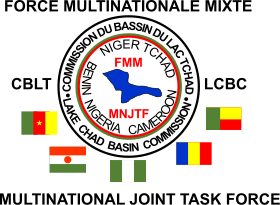 FORCE MULTINATIONALE MIXTE
COMMISSION DU BASSIN DU LAC TCHAD
NIGER TCHAD
FMM
CBLT
LCBC
MNJTF
BENIN NIGERIA CAMEROON
LAKE CHAD BASIN COMMISSION
MULTINATIONAL JOINT TASK FORCE